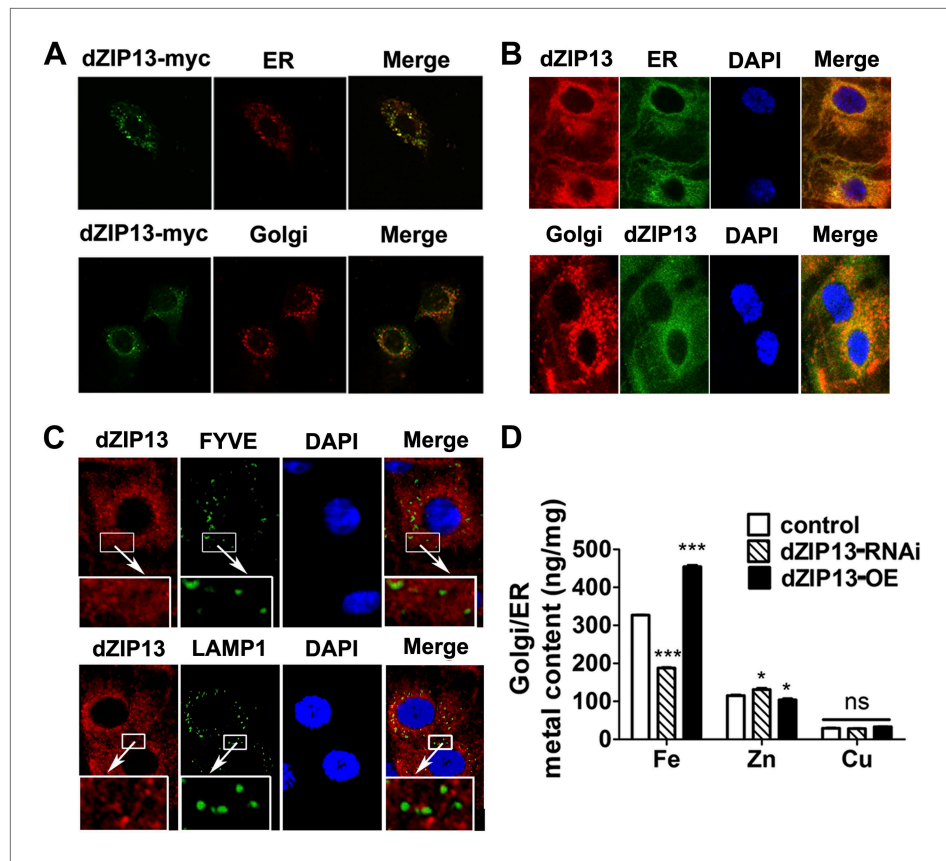 A
dZIP13-myc ER Merge
dZIP13-myc Golgi Merge
B
dZIP13 ER DAPI Merge
Golgi dZIP13 DAPI Merge
C
dZIP13 FYVE DAPI Merge
dZIP13 LAMP1 DAPI Merge
D
control
dZIP13-RNAi
dZIP13-OE
Golgi/ER
metal content (ng/mg)
500
400
300
200
100
0
***
***
*
*
ns
Fe Zn Cu